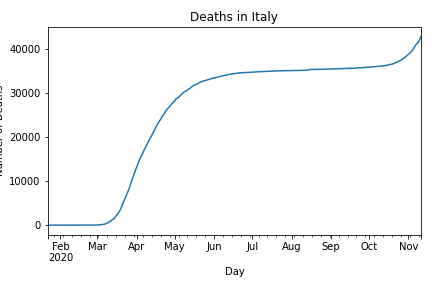 Deaths in Italy
40000
30000
20000
10000
0
Number of Deaths
Feb Mar Apr May Jun Jul Aug Sep Oct Nov
2020
Day